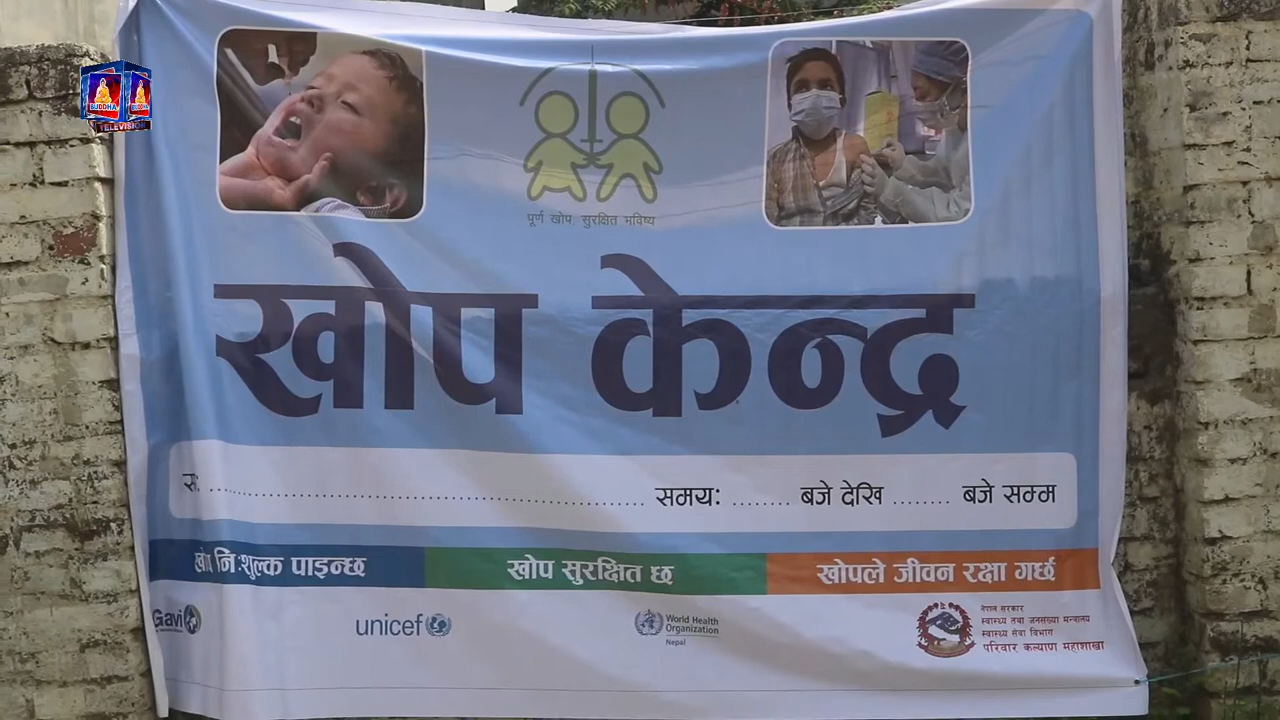 BUDDHA
BUDDHA
TELEVISION
पूर्ण खोप, सुरक्षित भविष्य
खोप केन्द्र
समय: ........ बजे देखि ....... बजे सम्म
खोप नि:शुल्क पाइन्छ
खोप सुरक्षित छ
खोपले जीवन रक्षा गर्छ
Gavi
unicef
World Health
Organization
Nepal
नेपाल सरकार
स्वास्थ्य तथा जनसंख्या मन्त्रालय
स्वास्थ्य सेवा विभाग
परिवार कल्याण महाशाखा